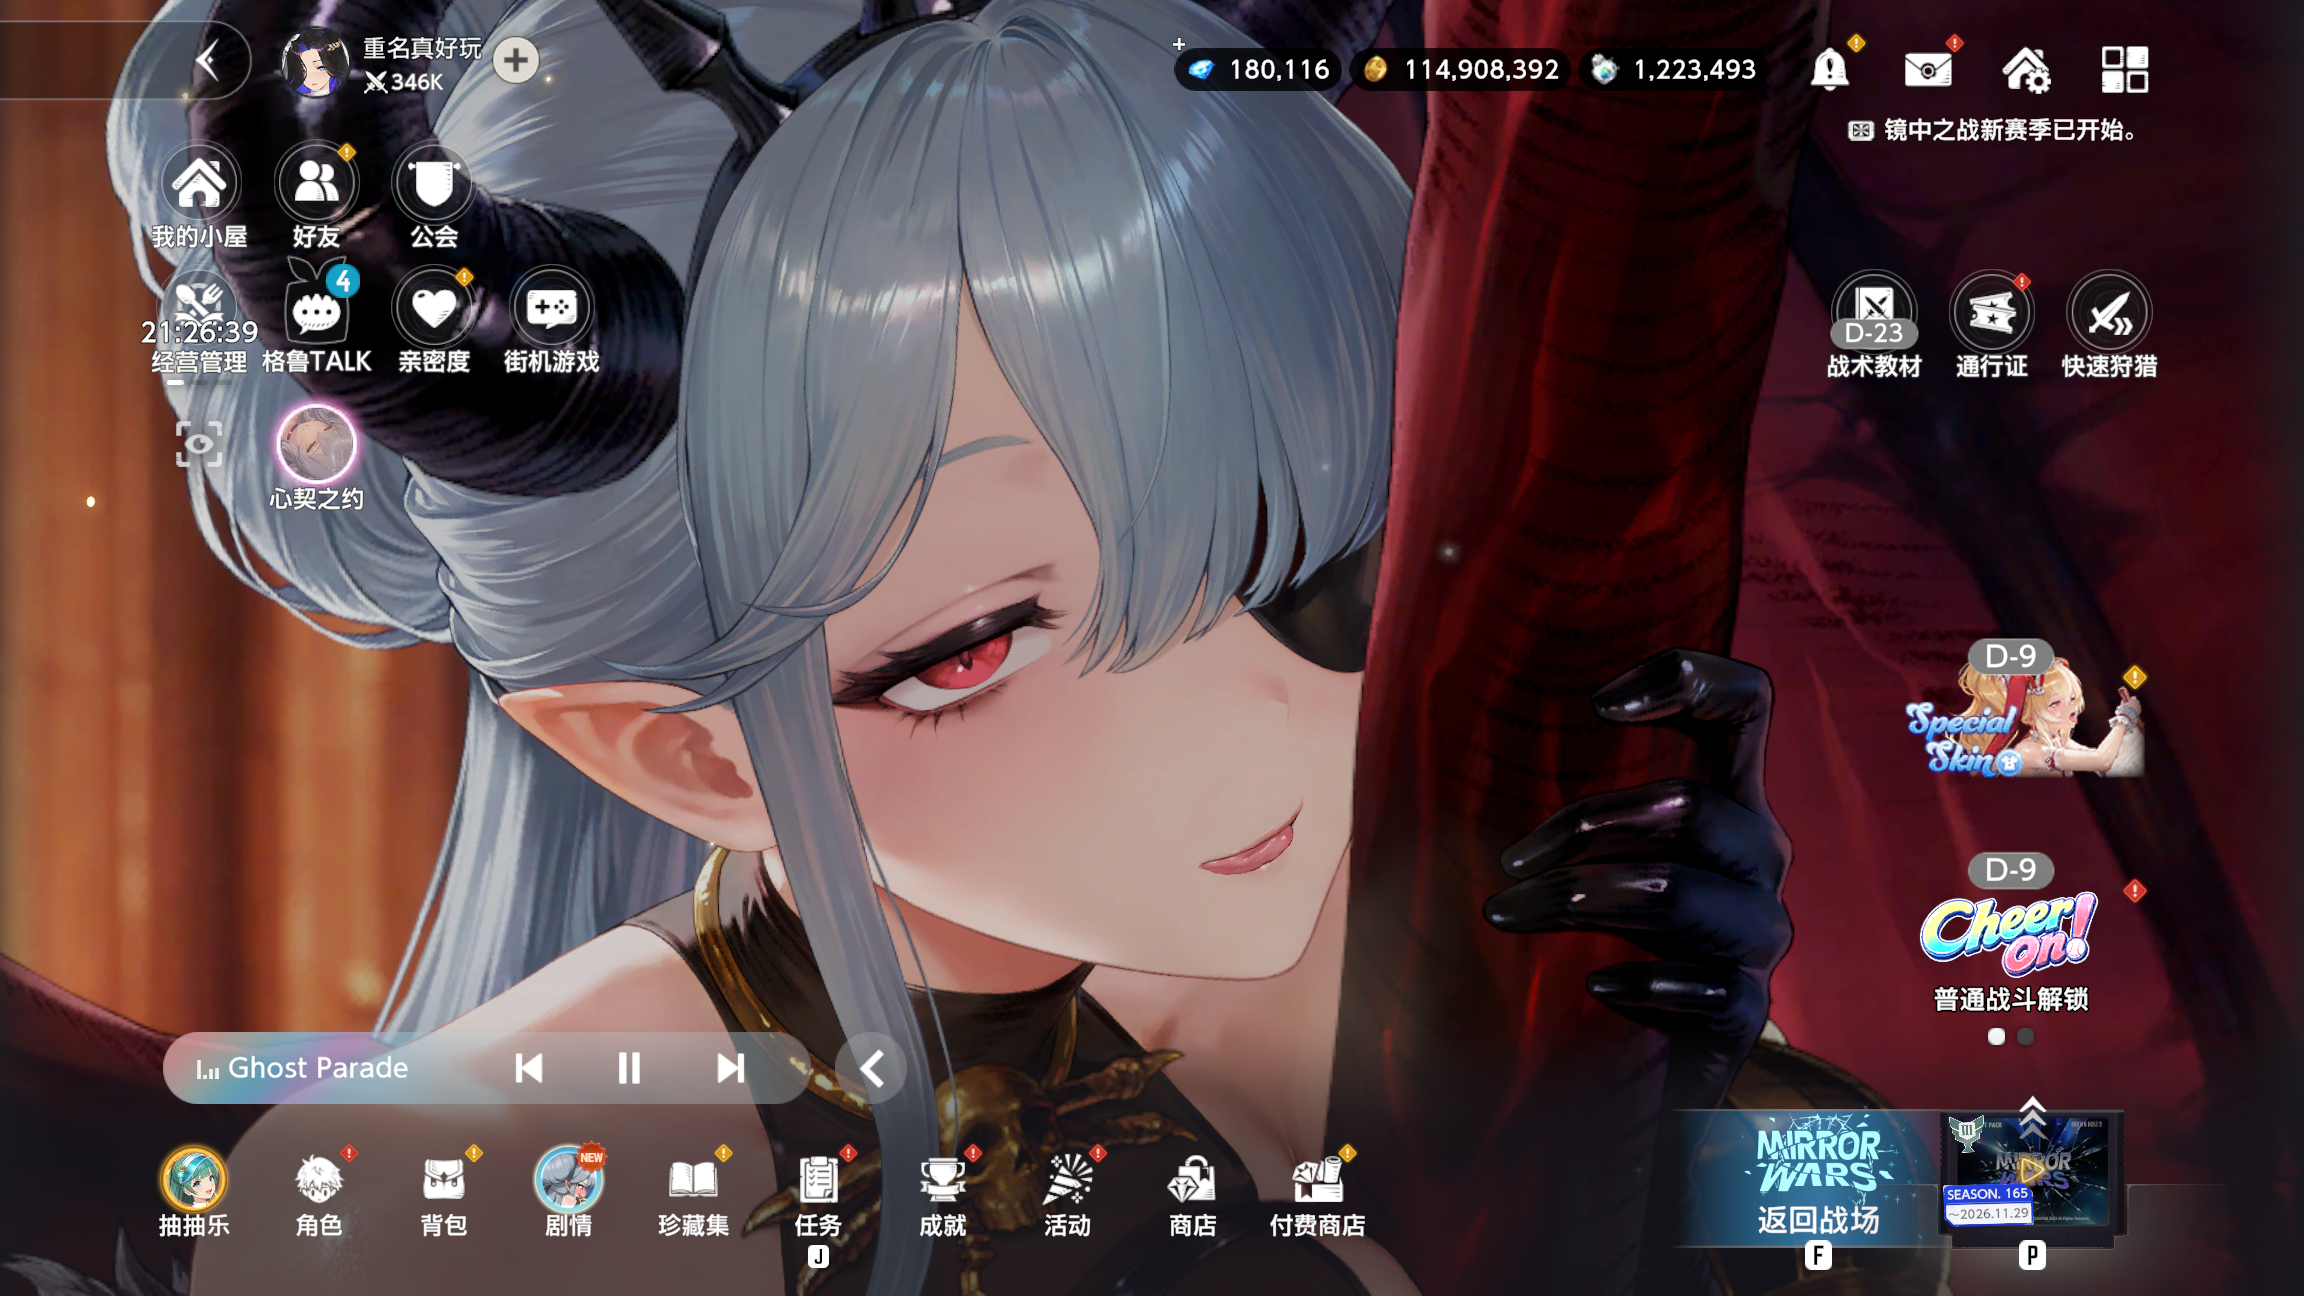 重名真好玩
346K
180,116
114,908,392
1,223,493
镜中之战新赛季已开始。
我的小屋
好友
公会
21:26:39
经营管理
4
格鲁TALK
亲密度
街机游戏
心契之约
D-23
战术教材
通行证
快速狩猎
D-9
Special
Skin
D-9
Cheer
on!
普通战斗解锁
Ghost Parade
抽抽乐
角色
背包
NEW
剧情
珍藏集
任务
J
成就
活动
商店
付费商店
MIRROR
WARS
返回战场
F
MIRROR
WARS
SEASON. 165
~2026.11.29
P